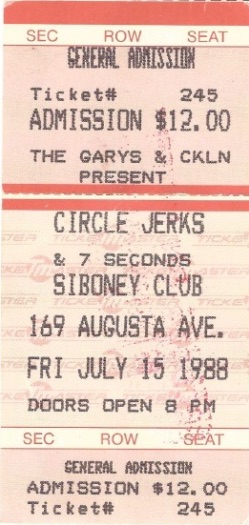 SEC ROW SEAT
GENERAL ADMISSION
Ticket# 245
ADMISSION $12.00
THE GARYS & CKLN
PRESENT
CIRCLE JERKS
& 7 SECONDS
SIBONEY CLUB
169 AUGUSTA AVE.
FRI JULY 15 1988
DOORS OPEN 8 PM
SEC ROW SEAT
GENERAL ADMISSION
ADMISSION $12.00
Ticket# 245